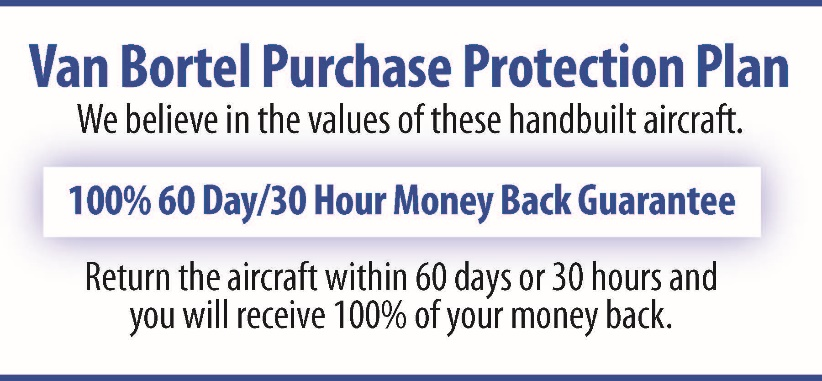 Van Bortel Purchase Protection Plan
We believe in the values of these handbuilt aircraft.
100% 60 Day/30 Hour Money Back Guarantee
Return the aircraft within 60 days or 30 hours and
you will receive 100% of your money back.